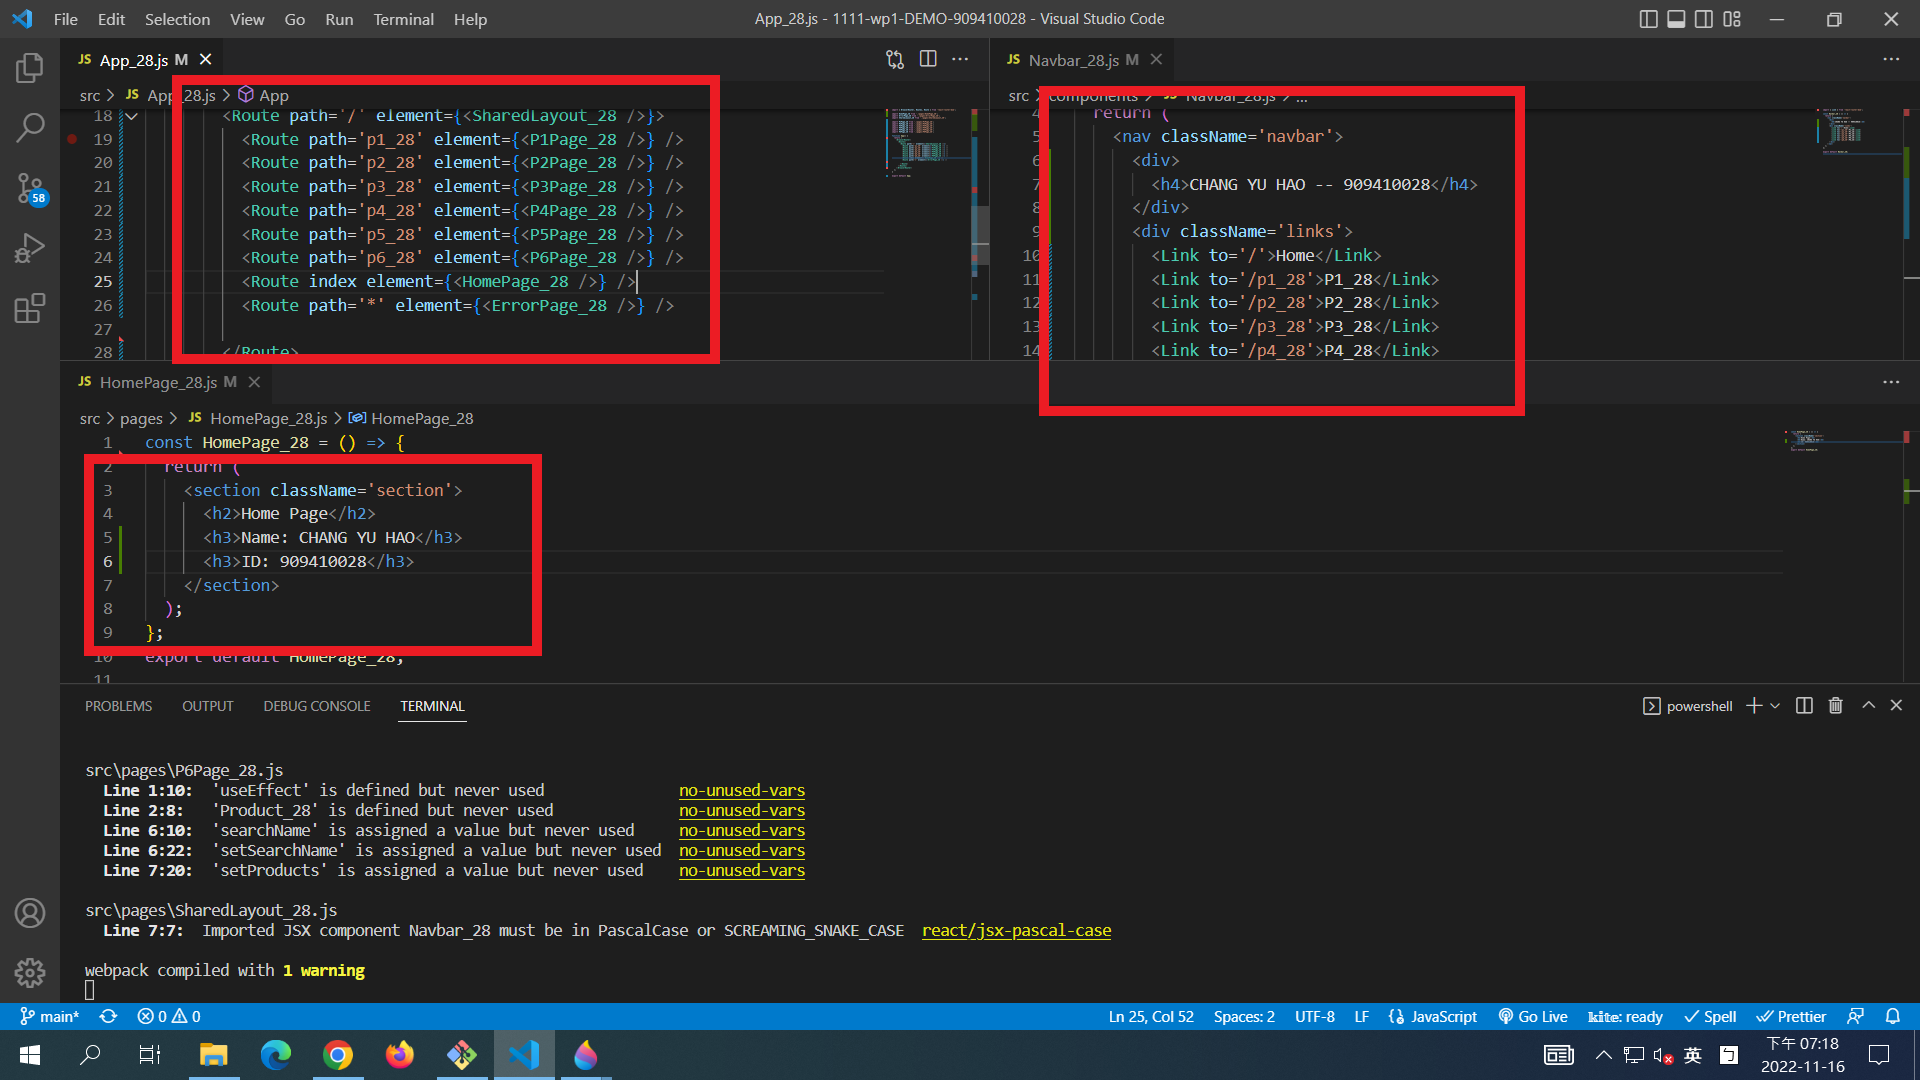 File Edit Selection View Go Run Terminal Help
App_28.js - 1111-wp1-DEMO-909410028 - Visual Studio Code
JS App_28.js M
src > JS App_28.js > App
18 <Route path='/' element={<SharedLayout_28 />}>
19 <Route path='p1_28' element={<P1Page_28 />} />
20 <Route path='p2_28' element={<P2Page_28 />} />
21 <Route path='p3_28' element={<P3Page_28 />} />
22 <Route path='p4_28' element={<P4Page_28 />} />
23 <Route path='p5_28' element={<P5Page_28 />} />
24 <Route path='p6_28' element={<P6Page_28 />} />
25 <Route index element={<HomePage_28 />} />
26 <Route path='*' element={<ErrorPage_28 />} />
27
28 </Route>
JS Navbar_28.js M
src > components > JS Navbar_28.js > ...
4 return (
5 <nav className='navbar'>
6 <div>
7 <h4>CHANG YU HAO -- 909410028</h4>
8 </div>
9 <div className='links'>
10 <Link to='/'>Home</Link>
11 <Link to='/p1_28'>P1_28</Link>
12 <Link to='/p2_28'>P2_28</Link>
13 <Link to='/p3_28'>P3_28</Link>
14 <Link to='/p4_28'>P4_28</Link>
58
JS HomePage_28.js M
src > pages > JS HomePage_28.js > HomePage_28
1 const HomePage_28 = () => {
2 return (
3 <section className='section'>
4 <h2>Home Page</h2>
5 <h3>Name: CHANG YU HAO</h3>
6 <h3>ID: 909410028</h3>
7 </section>
8 );
9 };
10 export default HomePage_28;
11
PROBLEMS OUTPUT DEBUG CONSOLE TERMINAL
powershell
src\pages\P6Page_28.js
Line 1:10: 'useEffect' is defined but never used no-unused-vars
Line 2:8: 'Product_28' is defined but never used no-unused-vars
Line 6:10: 'searchName' is assigned a value but never used no-unused-vars
Line 6:22: 'setSearchName' is assigned a value but never used no-unused-vars
Line 7:20: 'setProducts' is assigned a value but never used no-unused-vars
src\pages\SharedLayout_28.js
Line 7:7: Imported JSX component Navbar_28 must be in PascalCase or SCREAMING_SNAKE_CASE react/jsx-pascal-case
webpack compiled with 1 warning
main* 0 0
Ln 25, Col 52 Spaces: 2 UTF-8 LF JavaScript Go Live kite: ready Spell Prettier
英 ㄅ
下午 07:18
2022-11-16